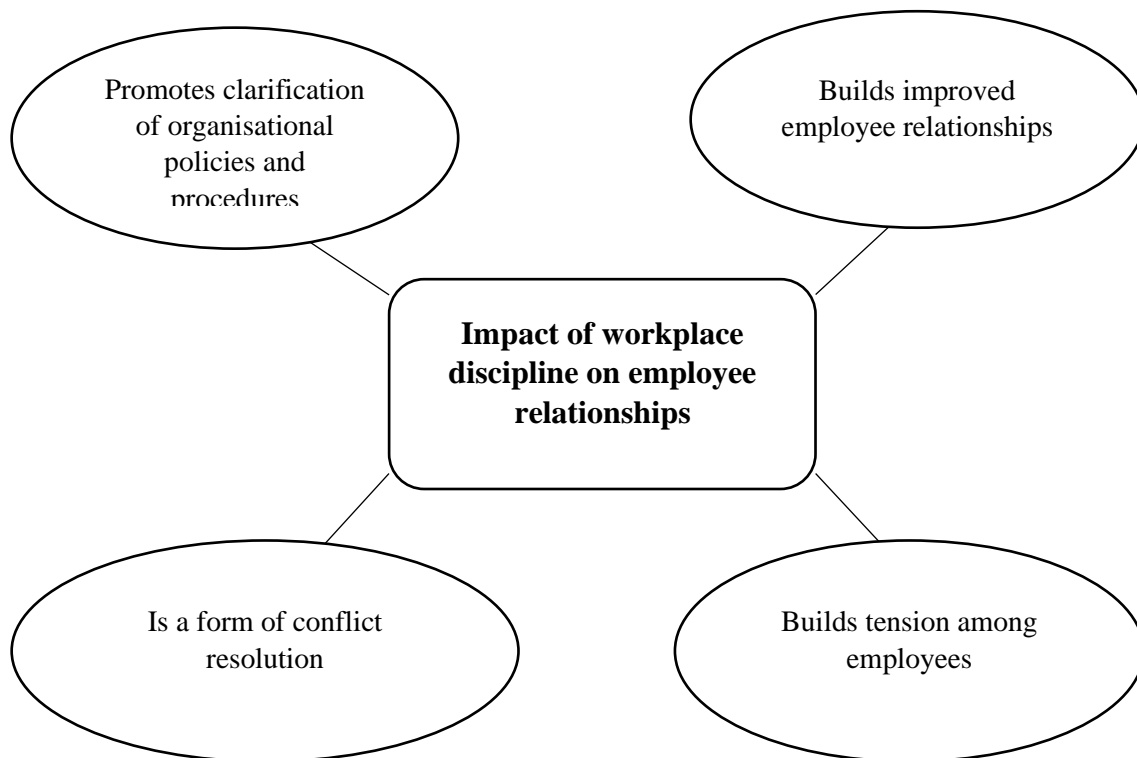 Promotes clarification
of organisational
policies and
procedures
Builds improved
employee relationships
Impact of workplace
discipline on employee
relationships
Is a form of conflict
resolution
Builds tension among
employees